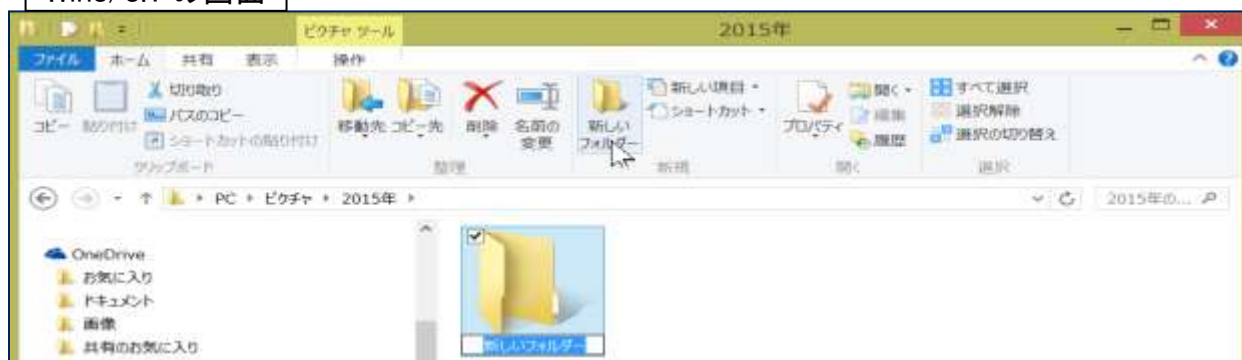 の画面
ピクチャ ツール
2015年
ファイル ホーム 共有 表示 操作
コピー 貼り付け
切り取り
パスのコピー
ショートカットの貼り付け
クリップボード
移動先 コピー先 削除 名前の変更
整理
新しいフォルダー
新しい項目
ショートカット
新規
プロパティ
開く
編集
履歴
開く
すべて選択
選択解除
選択の切り替え
選択
PC ピクチャ 2015年
2015年の...
OneDrive
お気に入り
ドキュメント
画像
共有のお気に入り
新しいフォルダー